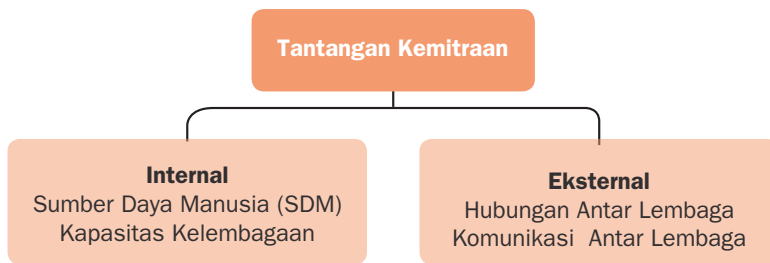 Tantangan Kemitraan
Internal
Sumber Daya Manusia (SDM)
Kapasitas Kelembagaan
Eksternal
Hubungan Antar Lembaga
Komunikasi Antar Lembaga